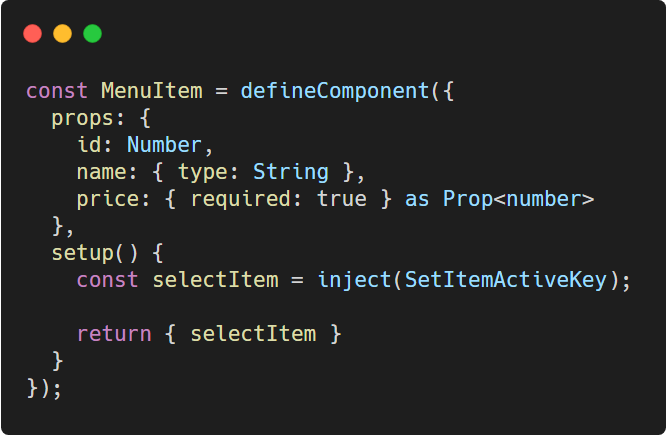 const MenuItem = defineComponent({
  props: {
    id: Number,
    name: { type: String },
    price: { required: true } as Prop<number>
  },
  setup() {
    const selectItem = inject(SetItemActiveKey);

    return { selectItem }
  }
});